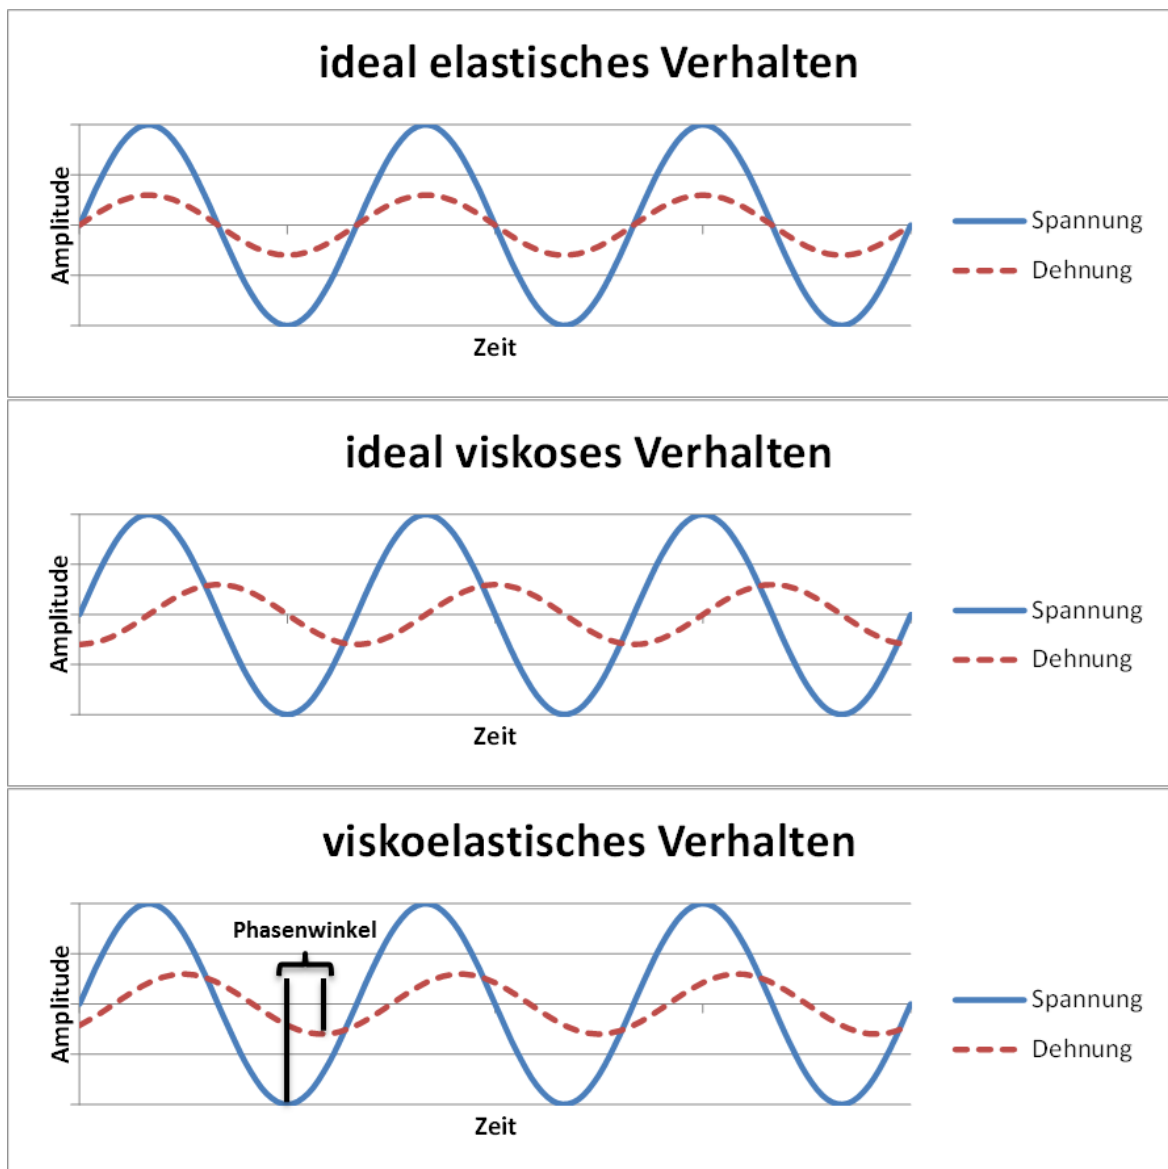 ideal elastisches Verhalten
Amplitude
Spannung
Dehnung
Zeit
ideal viskoses Verhalten
Amplitude
Spannung
Dehnung
Zeit
viskoelastisches Verhalten
Phasenwinkel
Amplitude
Spannung
Dehnung
Zeit